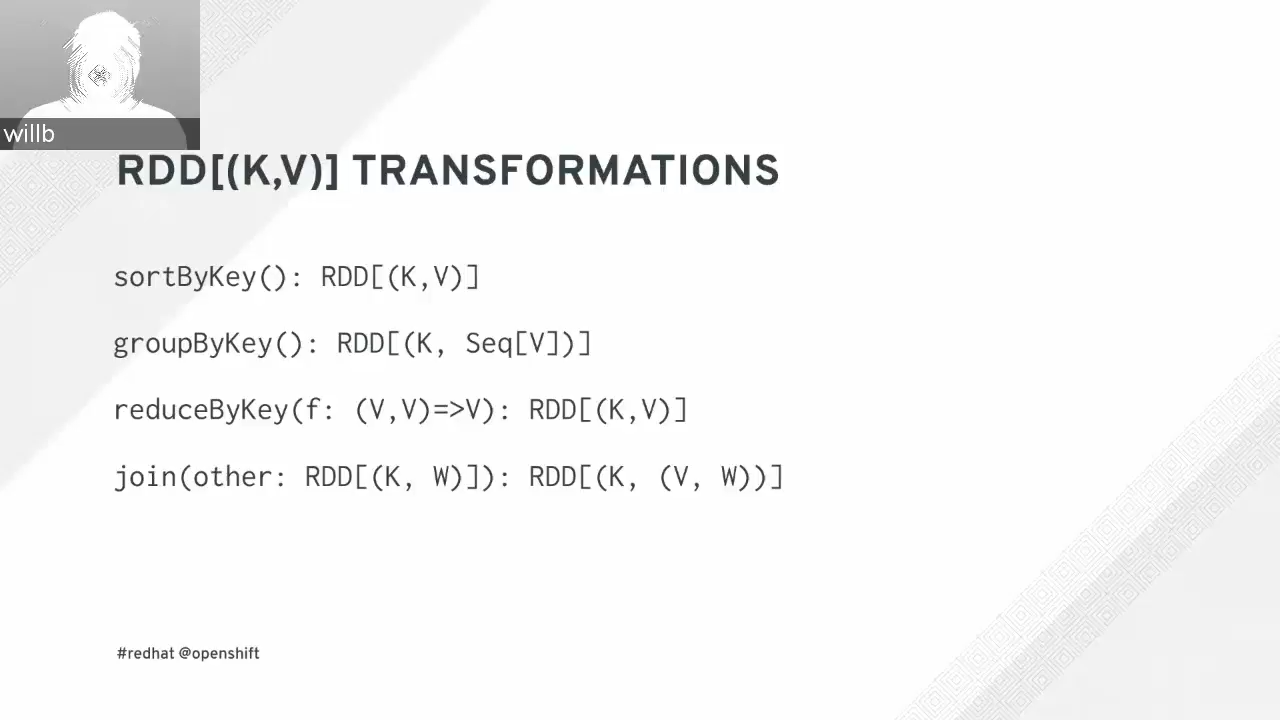 willb
RDD[(K,V)] TRANSFORMATIONS
sortByKey(): RDD[(K,V)]
groupByKey(): RDD[(K, Seq[V])]
reduceByKey(f: (V,V)=>V): RDD[(K,V)]
join(other: RDD[(K, W)]): RDD[(K, (V, W))]
#redhat @openshift